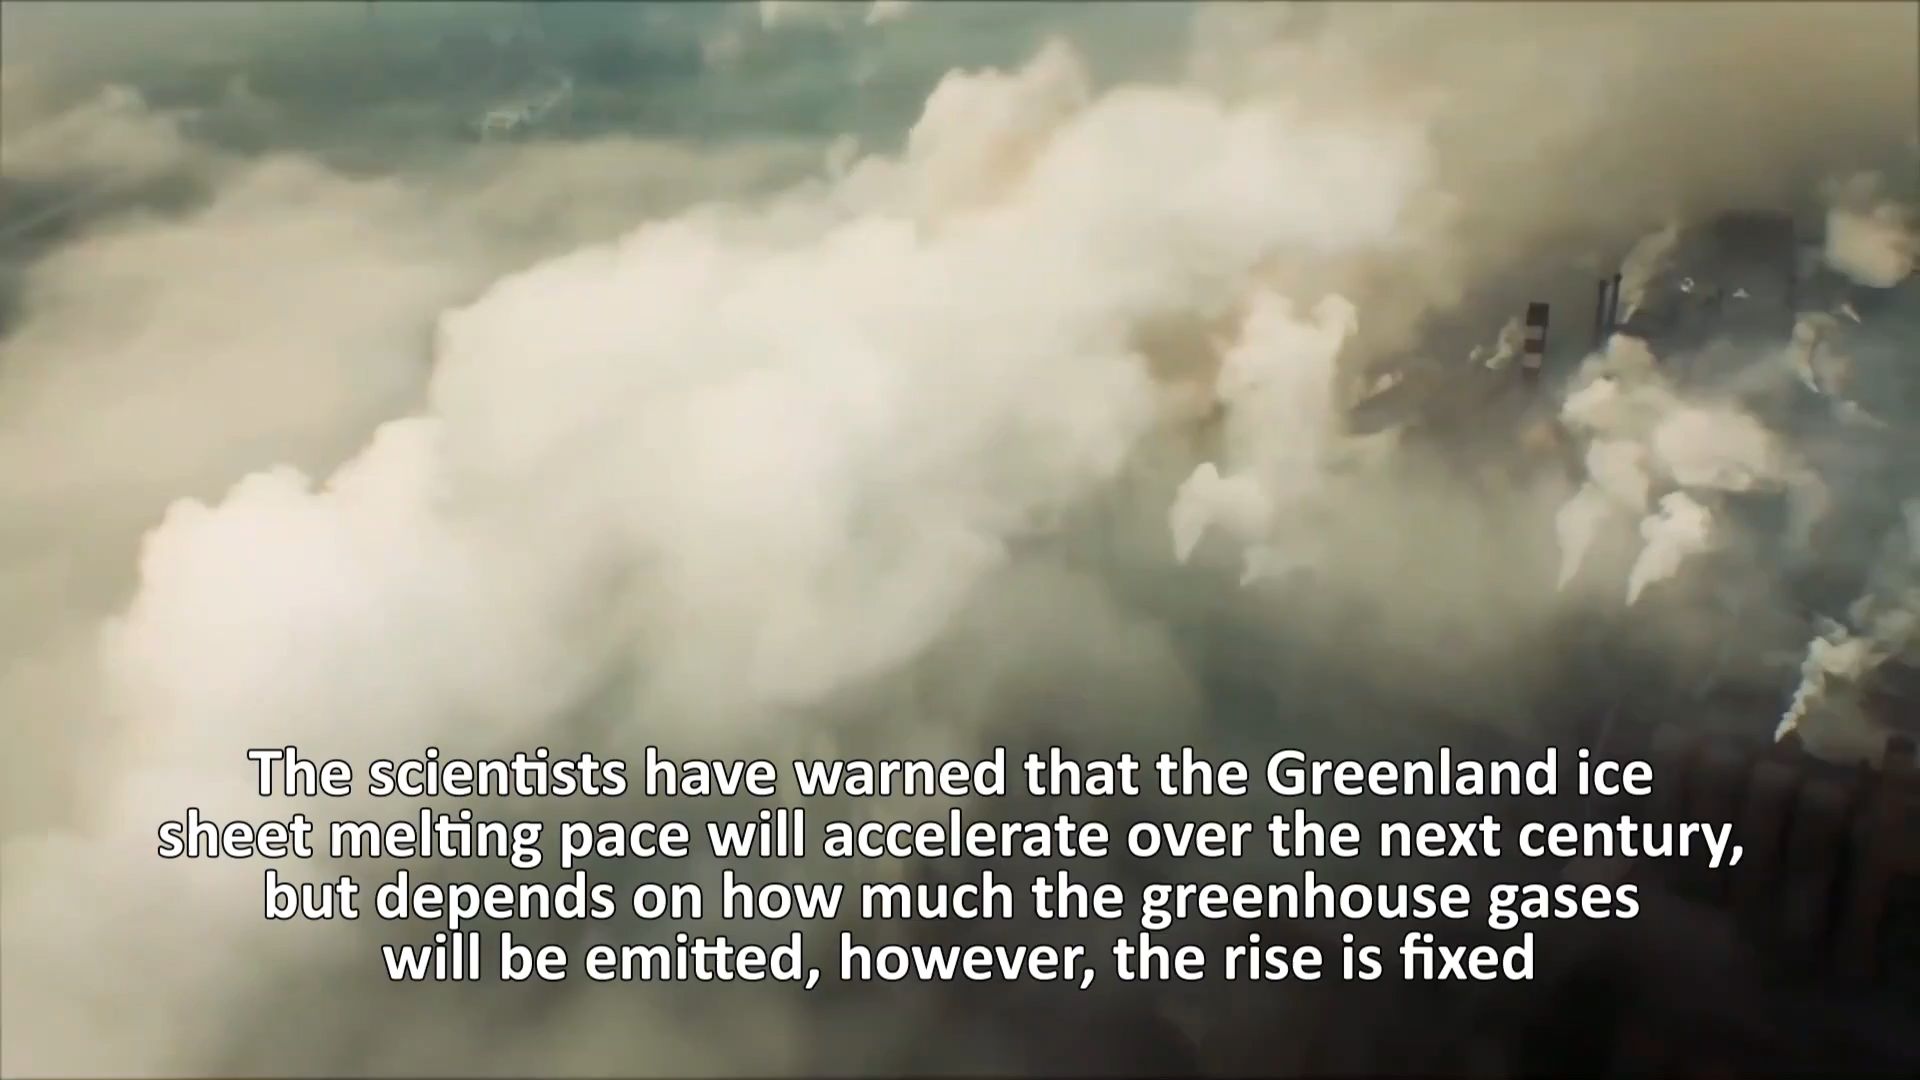 The scientists have warned that the Greenland ice
sheet melting pace will accelerate over the next century,
but depends on how much the greenhouse gases
will be emitted, however, the rise is fixed